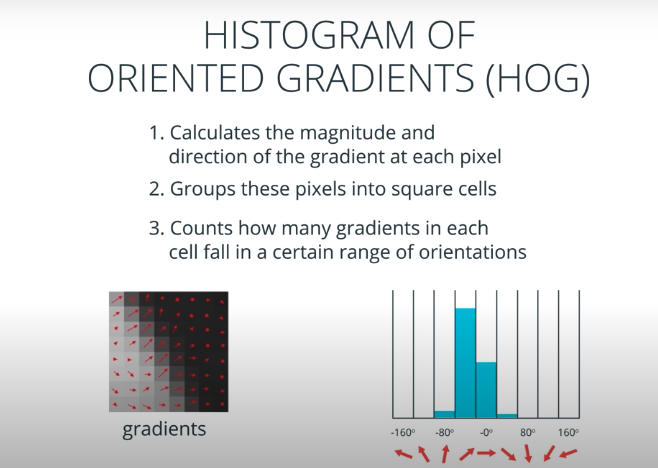 HISTOGRAM OF
ORIENTED GRADIENTS (HOG)
1. Calculates the magnitude and
direction of the gradient at each pixel
2. Groups these pixels into square cells
3. Counts how many gradients in each
cell fall in a certain range of orientations
gradients
-160° -80° -0° 80° 160°